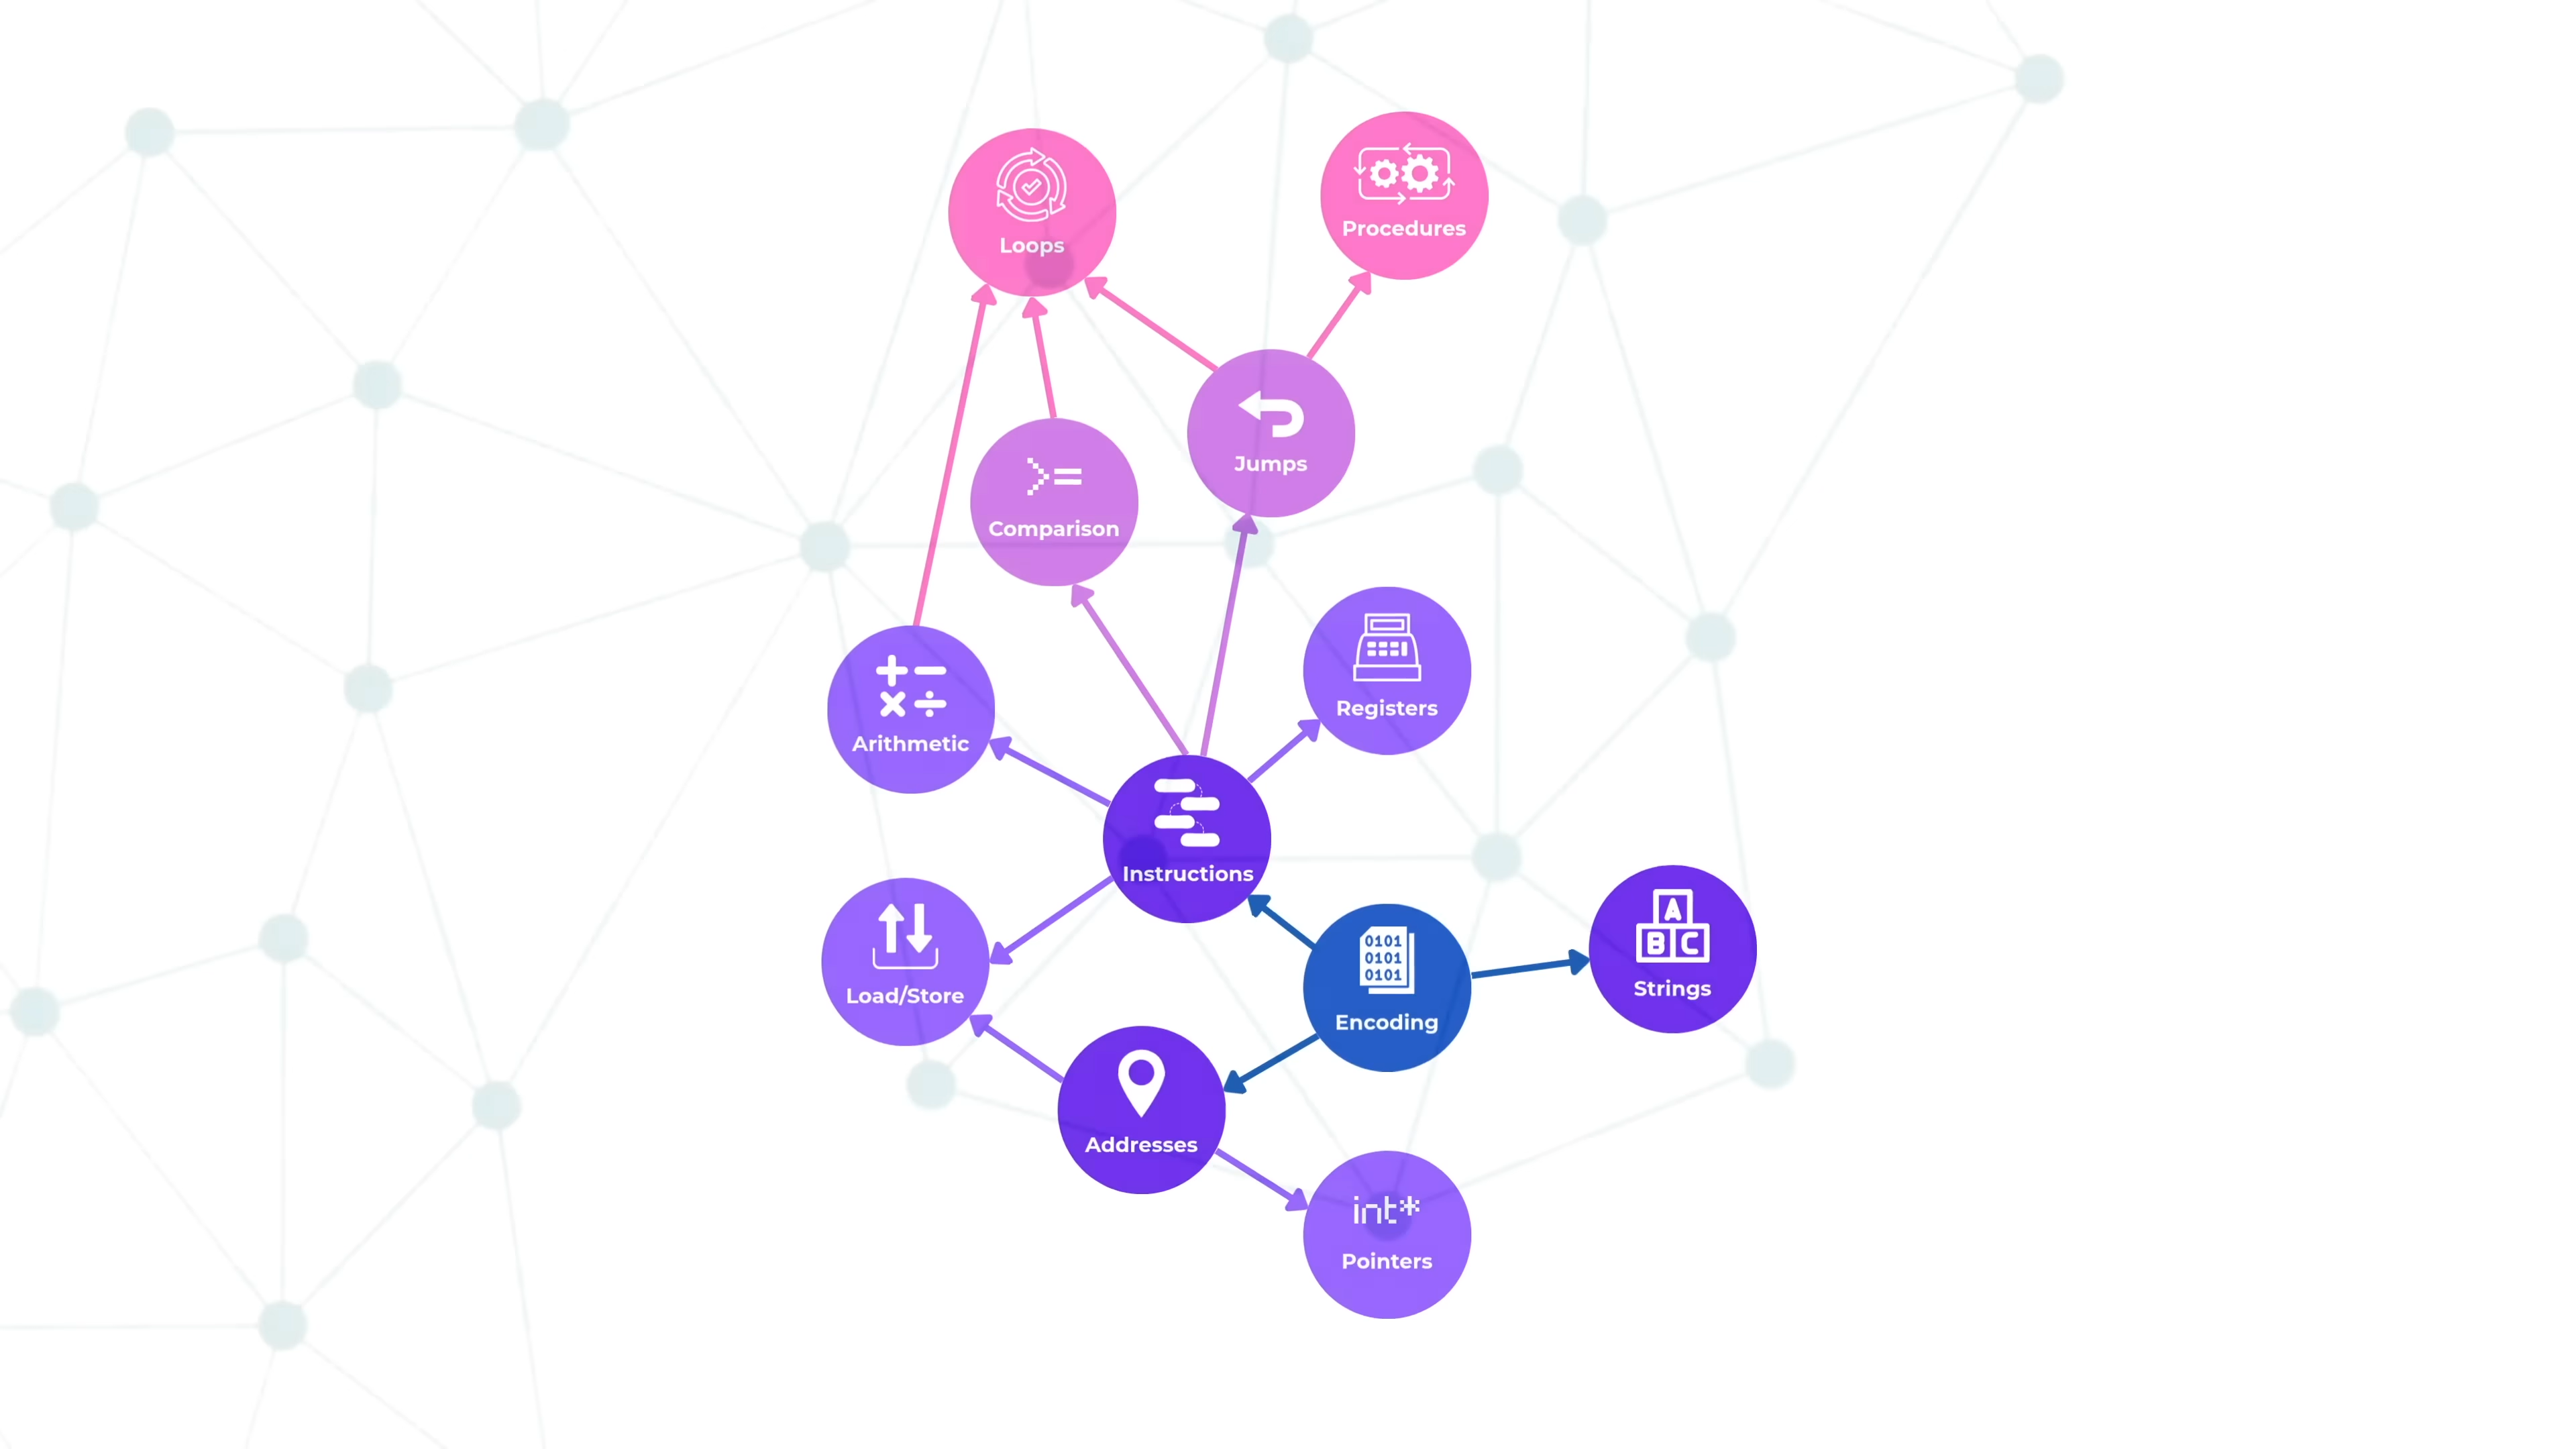 Procedures
Loops
Jumps
>=
Comparison
Registers
Arithmetic
Instructions
A
B C
Strings
Load/Store
0101
0101
0101
Encoding
Addresses
int*
Pointers